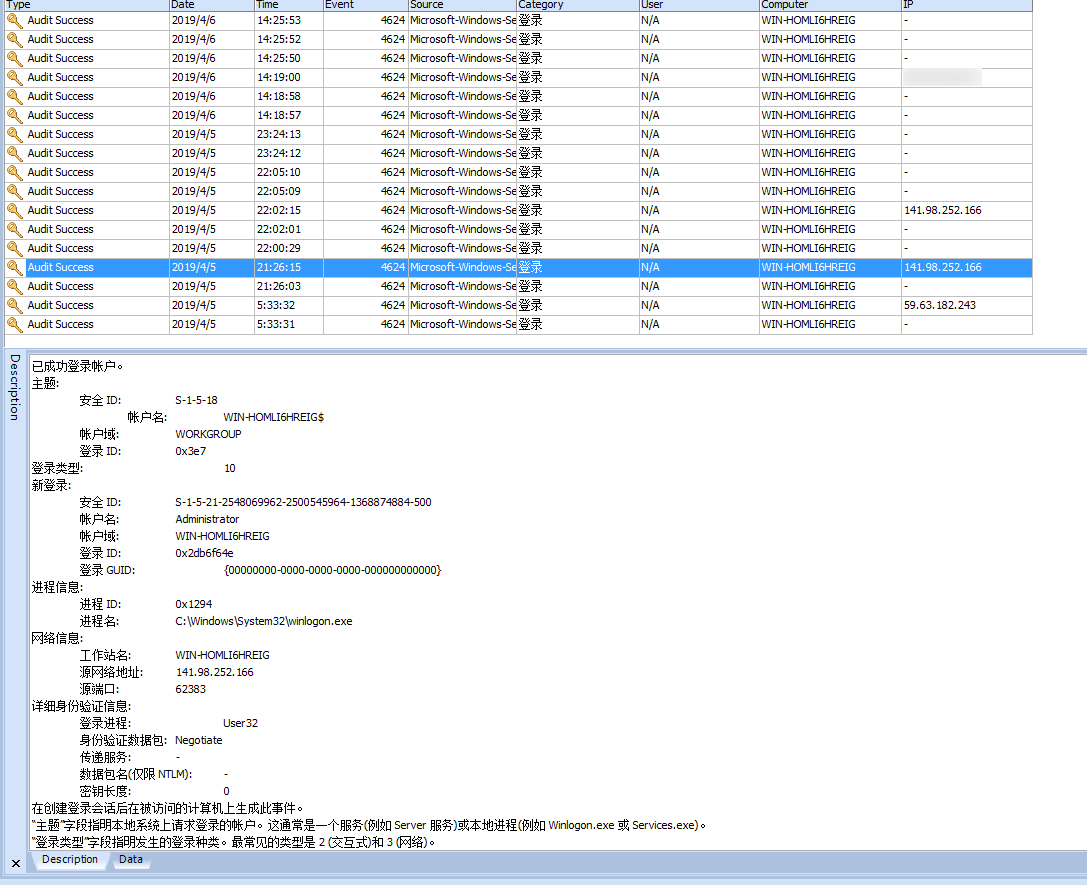 Type Date Time Event Source Category User Computer IP
Audit Success 2019/4/6 14:25:53 4624 Microsoft-Windows-Se 登录 N/A WIN-HOMLI6HREIG -
Audit Success 2019/4/6 14:25:52 4624 Microsoft-Windows-Se 登录 N/A WIN-HOMLI6HREIG -
Audit Success 2019/4/6 14:25:50 4624 Microsoft-Windows-Se 登录 N/A WIN-HOMLI6HREIG -
Audit Success 2019/4/6 14:19:00 4624 Microsoft-Windows-Se 登录 N/A WIN-HOMLI6HREIG
Audit Success 2019/4/6 14:18:58 4624 Microsoft-Windows-Se 登录 N/A WIN-HOMLI6HREIG -
Audit Success 2019/4/6 14:18:57 4624 Microsoft-Windows-Se 登录 N/A WIN-HOMLI6HREIG -
Audit Success 2019/4/5 23:24:13 4624 Microsoft-Windows-Se 登录 N/A WIN-HOMLI6HREIG -
Audit Success 2019/4/5 23:24:12 4624 Microsoft-Windows-Se 登录 N/A WIN-HOMLI6HREIG -
Audit Success 2019/4/5 22:05:10 4624 Microsoft-Windows-Se 登录 N/A WIN-HOMLI6HREIG -
Audit Success 2019/4/5 22:05:09 4624 Microsoft-Windows-Se 登录 N/A WIN-HOMLI6HREIG -
Audit Success 2019/4/5 22:02:15 4624 Microsoft-Windows-Se 登录 N/A WIN-HOMLI6HREIG 141.98.252.166
Audit Success 2019/4/5 22:02:01 4624 Microsoft-Windows-Se 登录 N/A WIN-HOMLI6HREIG -
Audit Success 2019/4/5 22:00:29 4624 Microsoft-Windows-Se 登录 N/A WIN-HOMLI6HREIG -
Audit Success 2019/4/5 21:26:15 4624 Microsoft-Windows-Se 登录 N/A WIN-HOMLI6HREIG 141.98.252.166
Audit Success 2019/4/5 21:26:03 4624 Microsoft-Windows-Se 登录 N/A WIN-HOMLI6HREIG -
Audit Success 2019/4/5 5:33:32 4624 Microsoft-Windows-Se 登录 N/A WIN-HOMLI6HREIG 59.63.182.243
Audit Success 2019/4/5 5:33:31 4624 Microsoft-Windows-Se 登录 N/A WIN-HOMLI6HREIG -
Description
已成功登录帐户。
主题:
安全 ID: S-1-5-18
帐户名: WIN-HOMLI6HREIG$
帐户域: WORKGROUP
登录 ID: 0x3e7
登录类型: 10
新登录:
安全 ID: S-1-5-21-2548069962-2500545964-1368874884-500
帐户名: Administrator
帐户域: WIN-HOMLI6HREIG
登录 ID: 0x2db6f64e
登录 GUID: {00000000-0000-0000-0000-000000000000}
进程信息:
进程 ID: 0x1294
进程名: C:\Windows\System32\winlogon.exe
网络信息:
工作站名: WIN-HOMLI6HREIG
源网络地址: 141.98.252.166
源端口: 62383
详细身份验证信息:
登录进程: User32
身份验证数据包: Negotiate
传递服务: -
数据包名(仅限 NTLM): -
密钥长度: 0
在创建登录会话后在被访问的计算机上生成此事件。
“主题”字段指明本地系统上请求登录的帐户。这通常是一个服务(例如 Server 服务)或本地进程(例如 Winlogon.exe 或 Services.exe)。
“登录类型”字段指明发生的登录种类。最常见的类型是 2 (交互式)和 3 (网络)。
Description Data